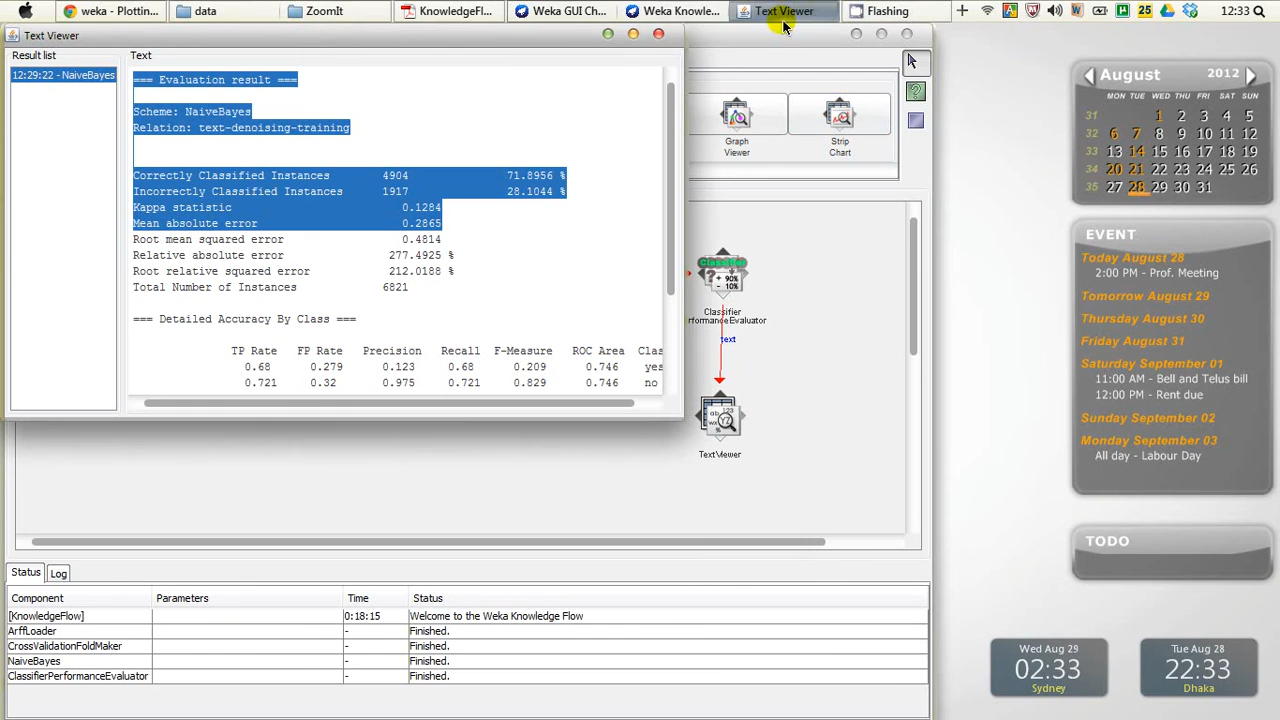 weka - Plottin...
data
ZoomIt
KnowledgeFl...
Weka GUI Ch...
Weka Knowle...
Text Viewer
Flashing
25
12:33
Text Viewer
Result list
Text
12:29:22 - NaiveBayes
=== Evaluation result ===
Scheme: NaiveBayes
Relation: text-denoising-training
Correctly Classified Instances 4904 71.8956 %
Incorrectly Classified Instances 1917 28.1044 %
Kappa statistic 0.1284
Mean absolute error 0.2865
Root mean squared error 0.4814
Relative absolute error 277.4925 %
Root relative squared error 212.0188 %
Total Number of Instances 6821
=== Detailed Accuracy By Class ===
TP Rate FP Rate Precision Recall F-Measure ROC Area Clas
0.68 0.279 0.123 0.68 0.209 0.746 yes
0.721 0.32 0.975 0.721 0.829 0.746 no
Graph
Viewer
Strip
Chart
Classifier
+ 90%
- 10%
Classifier
rformanceEvaluator
text
TextViewer
Status
Log
Component Parameters Time Status
[KnowledgeFlow] 0:18:15 Welcome to the Weka Knowledge Flow
ArffLoader - Finished.
CrossValidationFoldMaker - Finished.
NaiveBayes - Finished.
ClassifierPerformanceEvaluator - Finished.
August 2012
MON TUE WED THU FRI SAT SUN
31 1 2 3 4 5
32 6 7 8 9 10 11 12
33 13 14 15 16 17 18 19
34 20 21 22 23 24 25 26
35 27 28 29 30 31
EVENT
Today August 28
2:00 PM - Prof. Meeting
Tomorrow August 29
Thursday August 30
Friday August 31
Saturday September 01
11:00 AM - Bell and Telus bill
12:00 PM - Rent due
Sunday September 02
Monday September 03
All day - Labour Day
TODO
Wed Aug 29
02:33
Sydney
Tue Aug 28
22:33
Dhaka